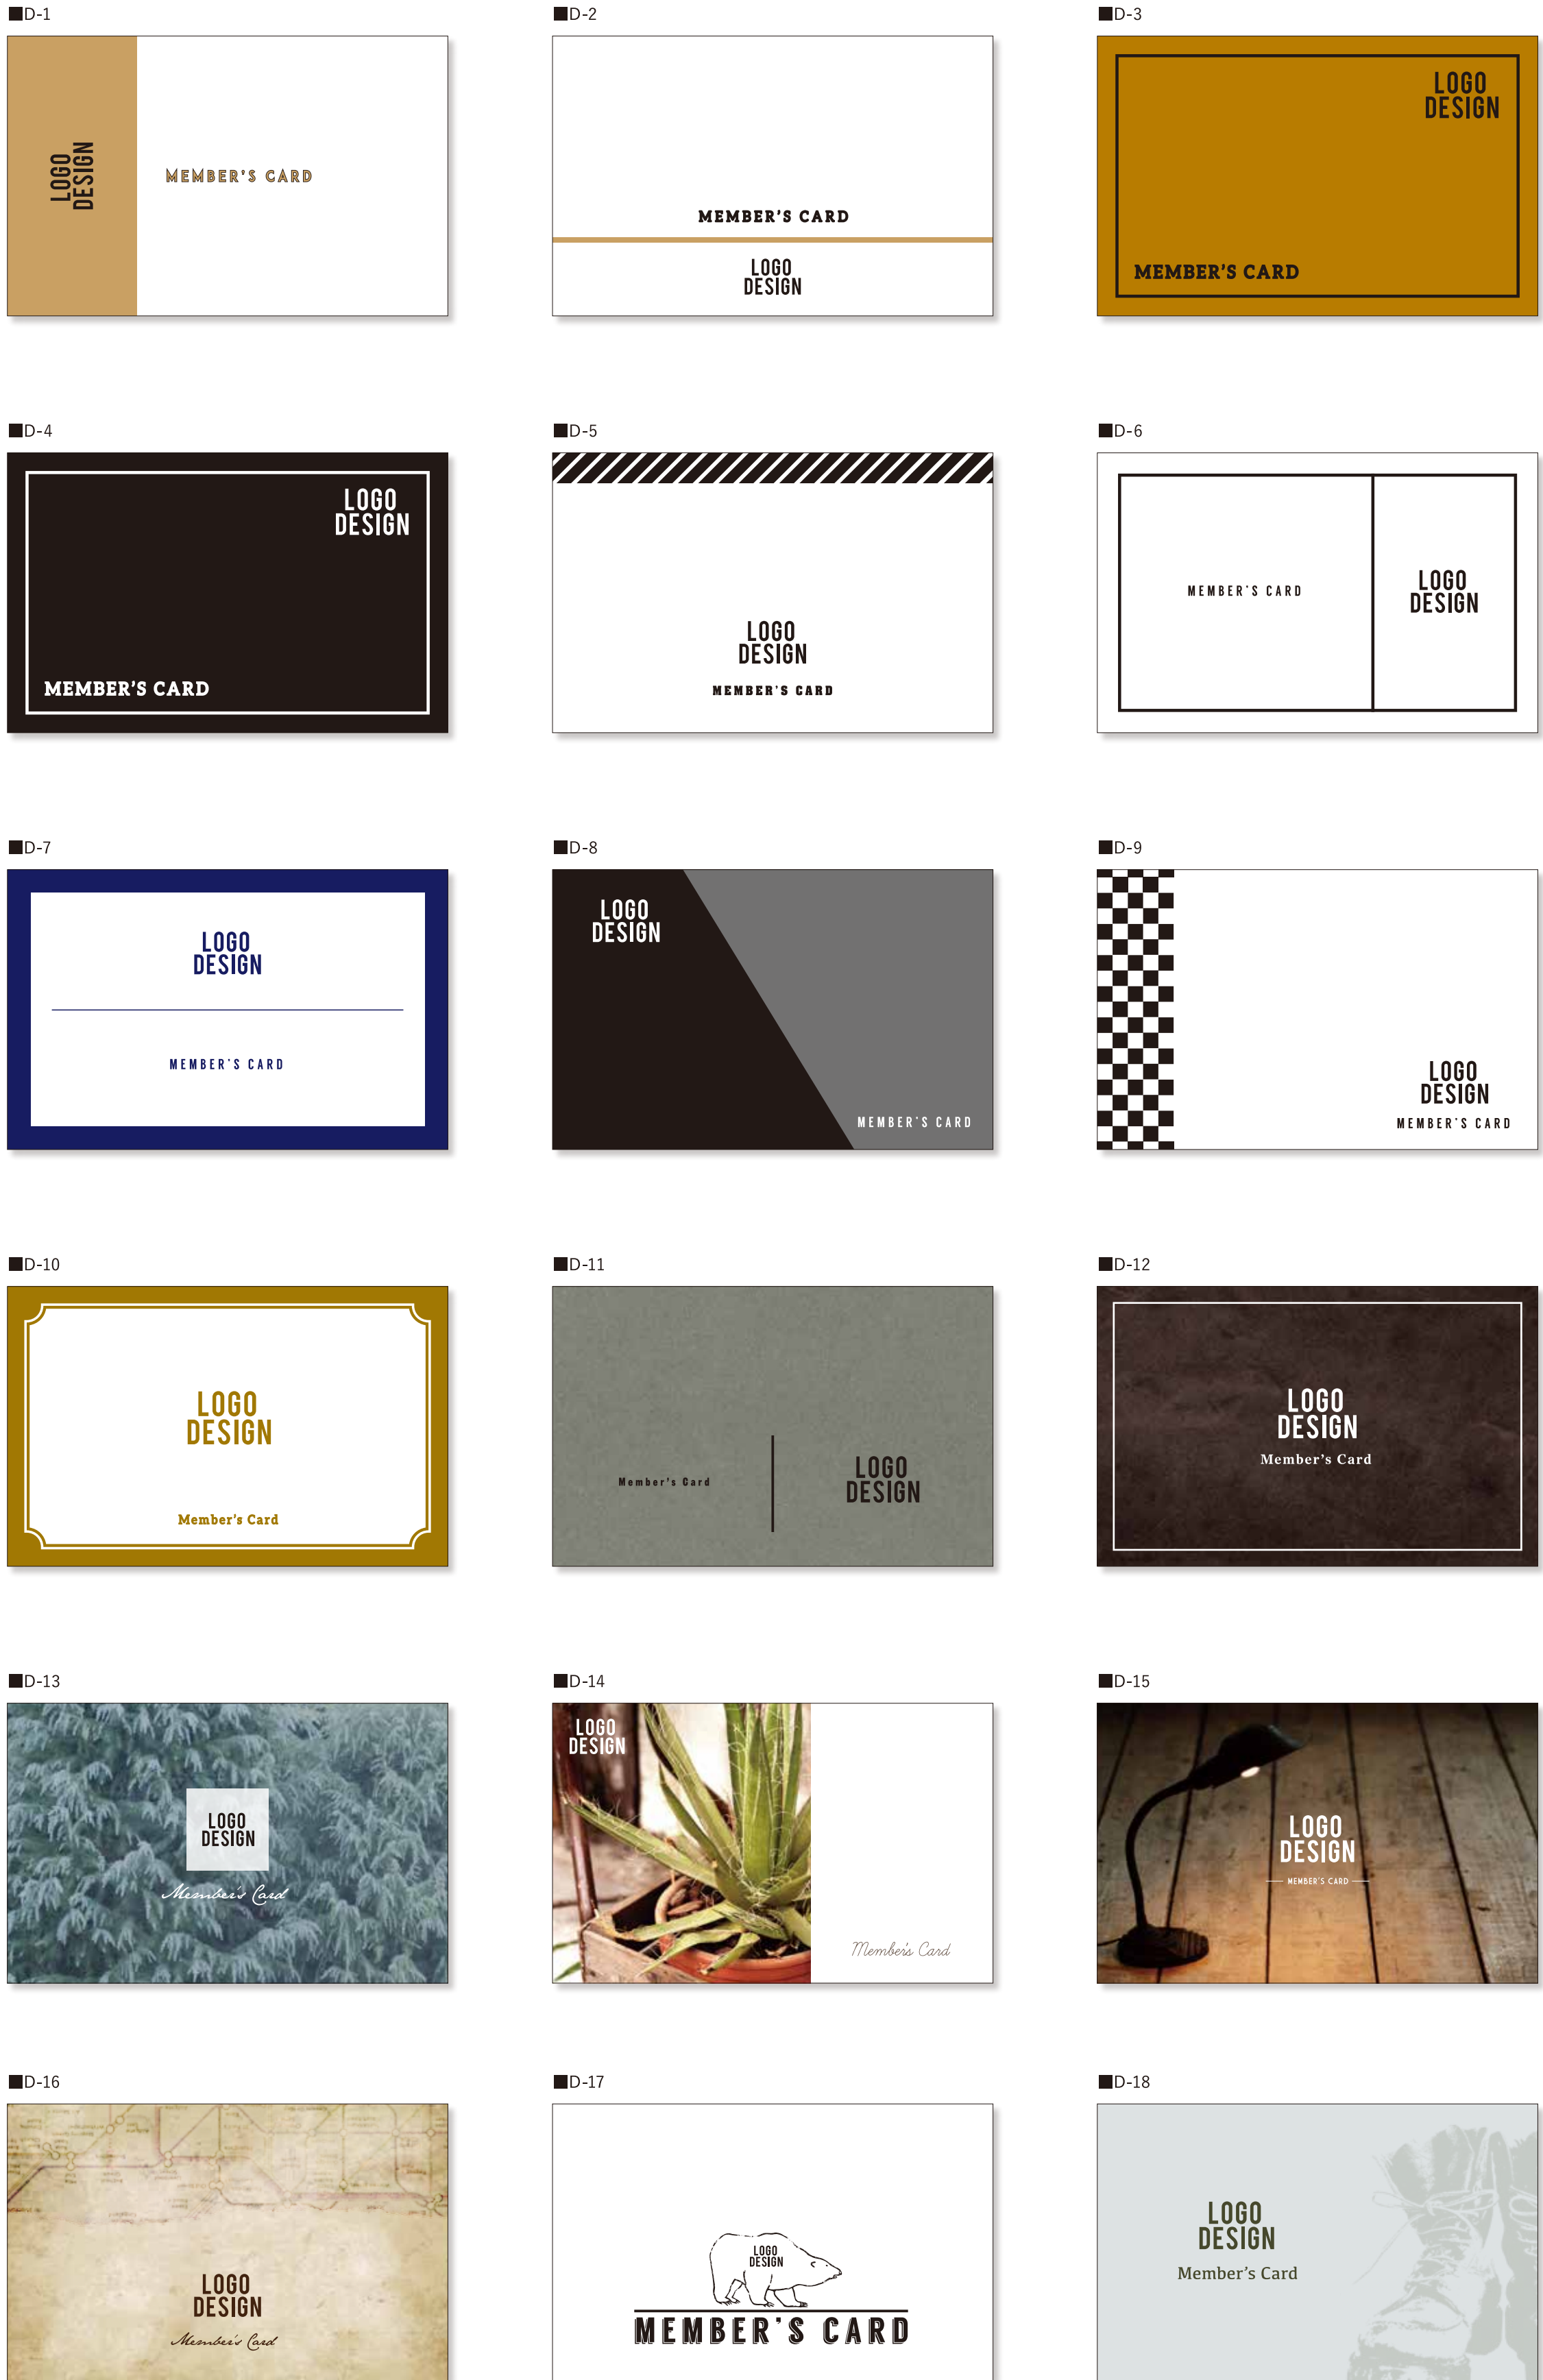 ■D-1
■D-2
■D-3
LOGO
DESIGN
MEMBER'S CARD
MEMBER'S CARD
LOGO
DESIGN
LOGO
DESIGN
MEMBER'S CARD
■D-4
■D-5
■D-6
LOGO
DESIGN
MEMBER'S CARD
LOGO
DESIGN
MEMBER'S CARD
MEMBER'S CARD
LOGO
DESIGN
■D-7
■D-8
■D-9
LOGO
DESIGN
MEMBER'S CARD
LOGO
DESIGN
MEMBER'S CARD
LOGO
DESIGN
MEMBER'S CARD
■D-10
■D-11
■D-12
LOGO
DESIGN
Member's Card
Member's Card
LOGO
DESIGN
LOGO
DESIGN
Member's Card
■D-13
■D-14
■D-15
LOGO
DESIGN
Member's Card
LOGO
DESIGN
Member's Card
LOGO
DESIGN
MEMBER'S CARD
■D-16
■D-17
■D-18
LOGO
DESIGN
Member's Card
LOGO
DESIGN
MEMBER'S CARD
LOGO
DESIGN
Member's Card